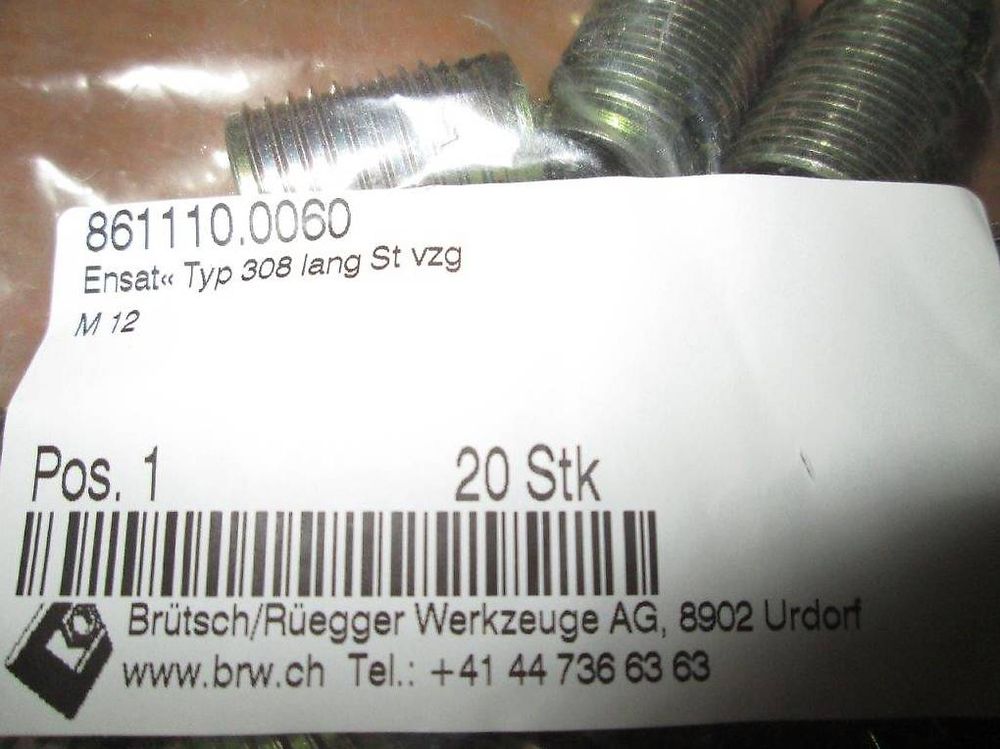 861110.0060
Ensat« Typ 308 lang St vzg
M 12
Pos. 1 20 Stk
Brütsch/Rüegger Werkzeuge AG, 8902 Urdorf
www.brw.ch Tel.: +41 44 736 63 63